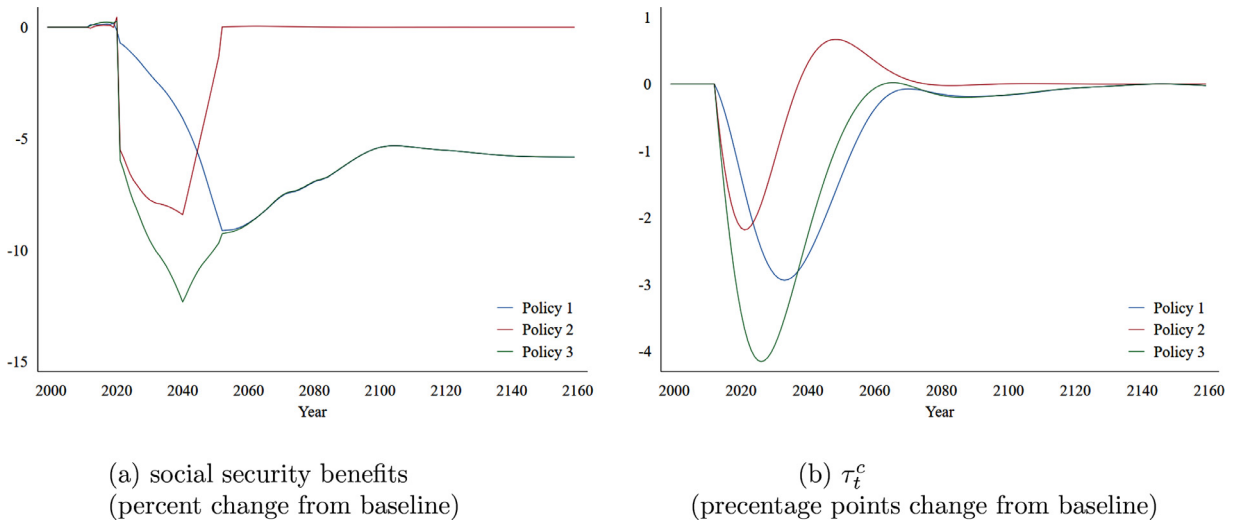 0
-5
-10
-15
2000 2020 2040 2060 2080 2100 2120 2140 2160
Year
Policy 1
Policy 2
Policy 3
1
0
-1
-2
-3
-4
2000 2020 2040 2060 2080 2100 2120 2140 2160
Year
Policy 1
Policy 2
Policy 3
(a) social security benefits
(percent change from baseline)
(b) τ_t^c
(precentage points change from baseline)